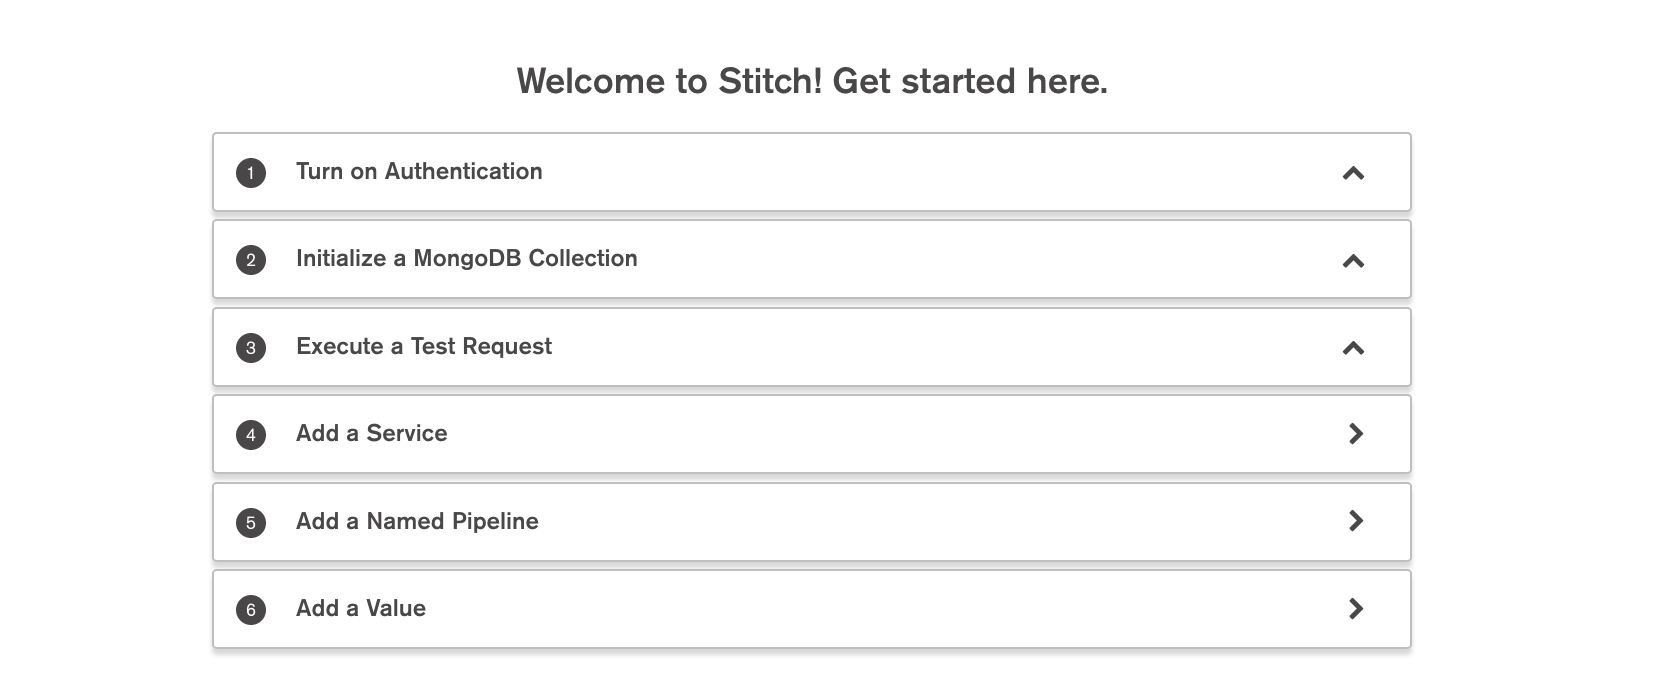 Welcome to Stitch! Get started here.
1 Turn on Authentication
2 Initialize a MongoDB Collection
3 Execute a Test Request
4 Add a Service
5 Add a Named Pipeline
6 Add a Value